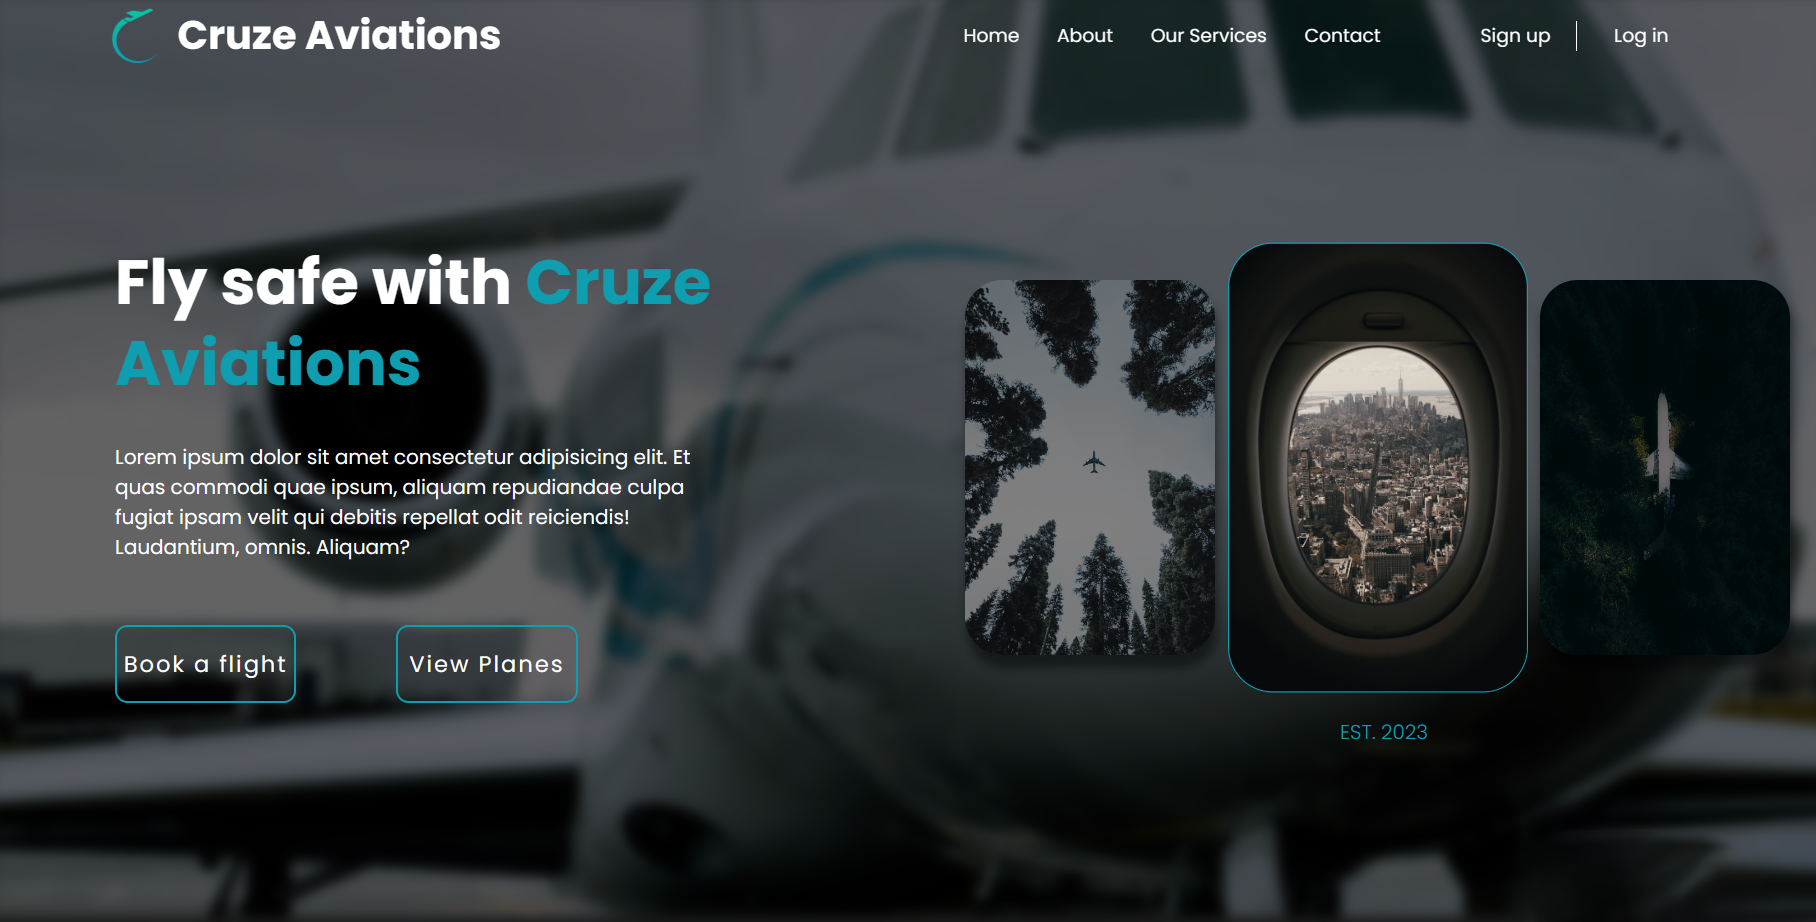 Cruze Aviations
Home About Our Services Contact Sign up Log in
Fly safe with Cruze
Aviations
Lorem ipsum dolor sit amet consectetur adipisicing elit. Et
quas commodi quae ipsum, aliquam repudiandae culpa
fugiat ipsam velit qui debitis repellat odit reiciendis!
Laudantium, omnis. Aliquam?
Book a flight
View Planes
EST. 2023